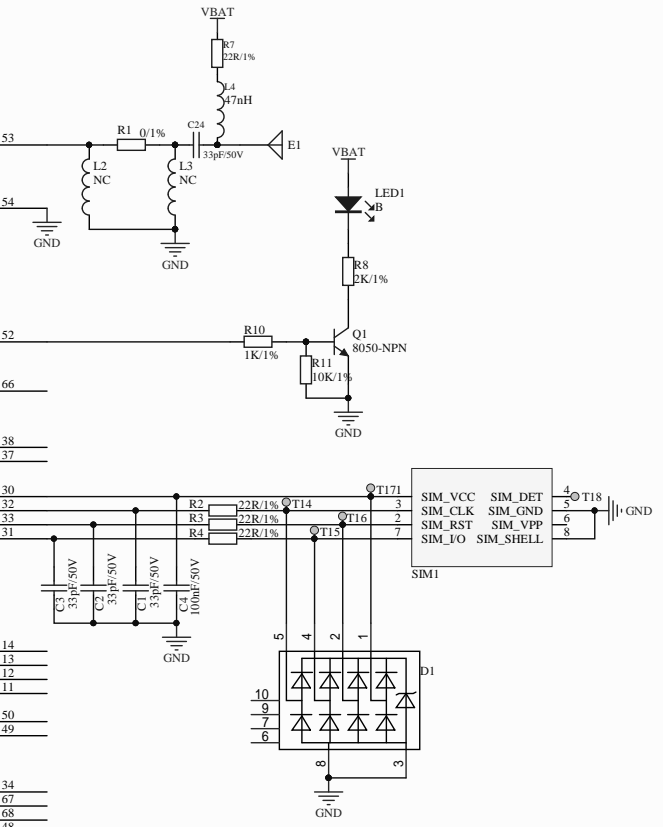 VBAT
R7
22R/1%
L4
47nH
C24
33pF/50V
53
R1 0/1%
E1
L2
NC
L3
NC
VBAT
54
GND
GND
LED1
B
R8
2K/1%
52
R10
1K/1%
Q1
8050-NPN
R11
10K/1%
66
GND
38
37
30
32
33
31
R2 22R/1%
R3 22R/1%
R4 22R/1%
T14
T16
T15
T17
1
3
2
7
SIM_VCC
SIM_CLK
SIM_RST
SIM_I/O
SIM_DET
SIM_GND
SIM_VPP
SIM_SHELL
4
5
6
8
T18
GND
SIM1
C3
33pF/50V
C2
33pF/50V
C1
33pF/50V
C4
100nF/50V
GND
5
4
2
1
14
13
12
11
D1
10
9
7
6
50
49
8
3
34
67
68
48
GND